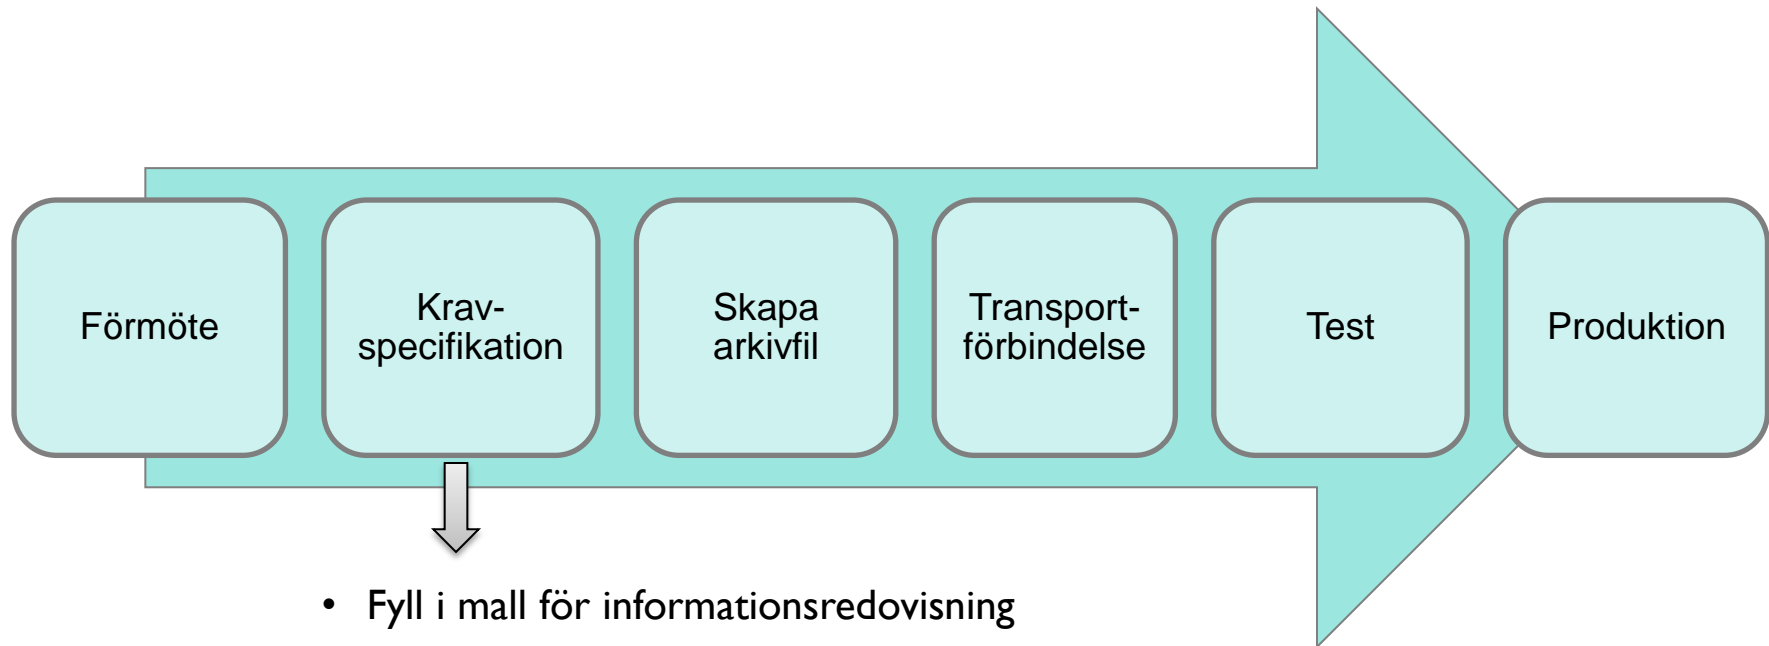 Förmöte
Krav-
specifikation
Skapa
arkivfil
Transport-
förbindelse
Test
Produktion
• Fyll i mall för informationsredovisning